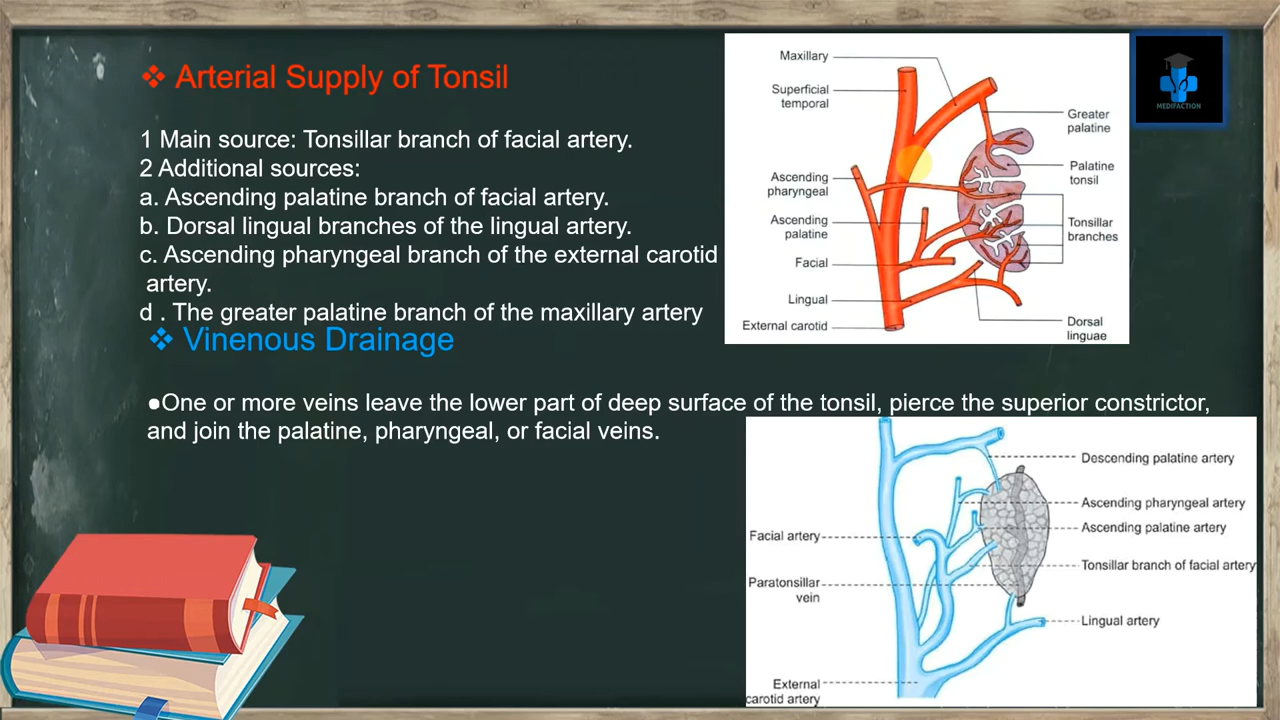 ❖ Arterial Supply of Tonsil
1 Main source: Tonsillar branch of facial artery.
2 Additional sources:
a. Ascending palatine branch of facial artery.
b. Dorsal lingual branches of the lingual artery.
c. Ascending pharyngeal branch of the external carotid
artery.
d . The greater palatine branch of the maxillary artery
Maxillary
Superficial
temporal
Ascending
pharyngeal
Ascending
palatine
Facial
Lingual
External carotid
Greater
palatine
Palatine
tonsil
Tonsillar
branches
Dorsal
linguae
MEDIFACTION
❖ Vinenous Drainage
●One or more veins leave the lower part of deep surface of the tonsil, pierce the superior constrictor,
and join the palatine, pharyngeal, or facial veins.
Facial artery
Paratonsillar
vein
External
carotid artery
Descending palatine artery
Ascending pharyngeal artery
Ascending palatine artery
Tonsillar branch of facial artery
Lingual artery